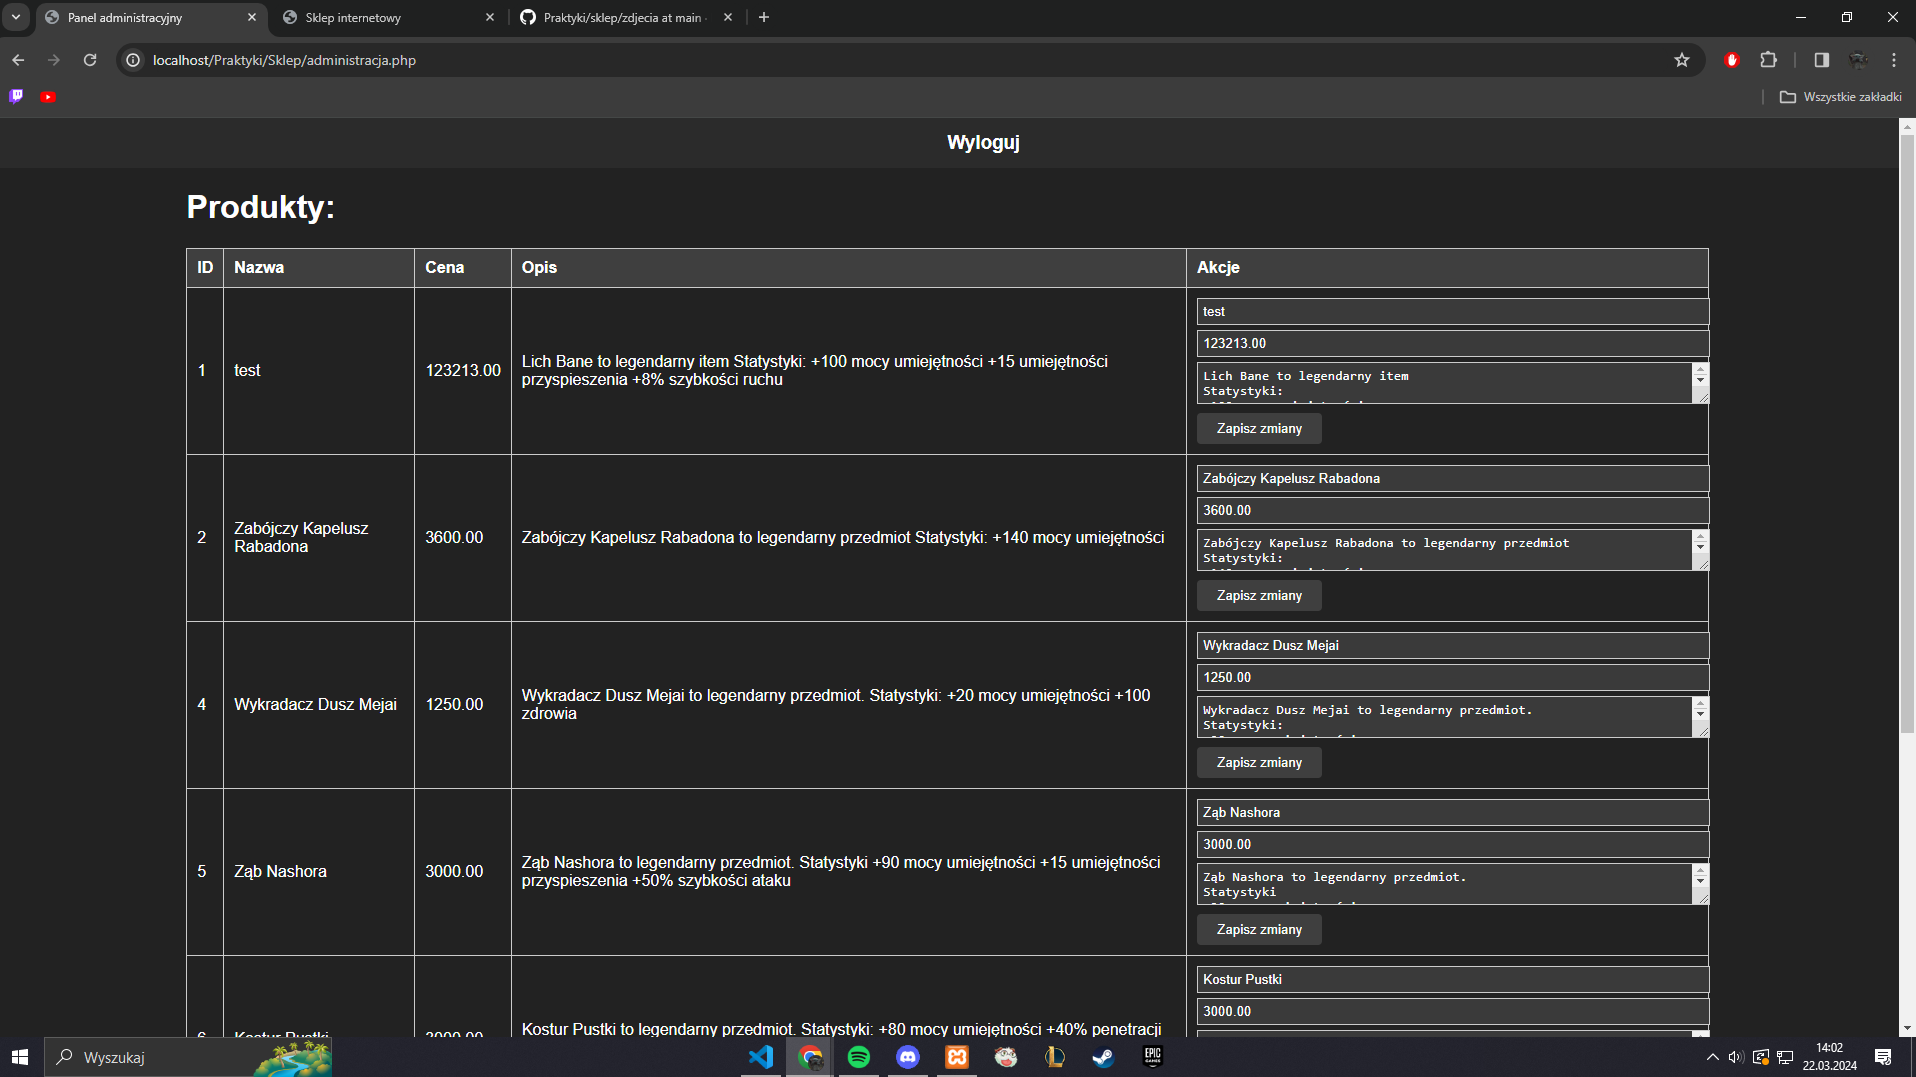 Panel administracyjny
Sklep internetowy
Praktyki/sklep/zdjecia at main
localhost/Praktyki/Sklep/administracja.php
Wszystkie zakładki
Wyloguj
Produkty:
ID Nazwa Cena Opis Akcje
1 test 123213.00
Lich Bane to legendarny item Statystyki: +100 mocy umiejętności +15 umiejętności
przyspieszenia +8% szybkości ruchu
test
123213.00
Lich Bane to legendarny item
Statystyki:
Zapisz zmiany
2
Zabójczy Kapelusz
Rabadona
3600.00
Zabójczy Kapelusz Rabadona to legendarny przedmiot Statystyki: +140 mocy umiejętności
Zabójczy Kapelusz Rabadona
3600.00
Zabójczy Kapelusz Rabadona to legendarny przedmiot
Statystyki:
Zapisz zmiany
4 Wykradacz Dusz Mejai 1250.00
Wykradacz Dusz Mejai to legendarny przedmiot. Statystyki: +20 mocy umiejętności +100
zdrowia
Wykradacz Dusz Mejai
1250.00
Wykradacz Dusz Mejai to legendarny przedmiot.
Statystyki:
Zapisz zmiany
5 Ząb Nashora 3000.00
Ząb Nashora to legendarny przedmiot. Statystyki +90 mocy umiejętności +15 umiejętności
przyspieszenia +50% szybkości ataku
Ząb Nashora
3000.00
Ząb Nashora to legendarny przedmiot.
Statystyki
Zapisz zmiany
6 Kostur Pustki 3000.00
Kostur Pustki to legendarny przedmiot. Statystyki: +80 mocy umiejętności +40% penetracji
Kostur Pustki
3000.00
Wyszukaj
EPIC
GAMES
14:02
22.03.2024